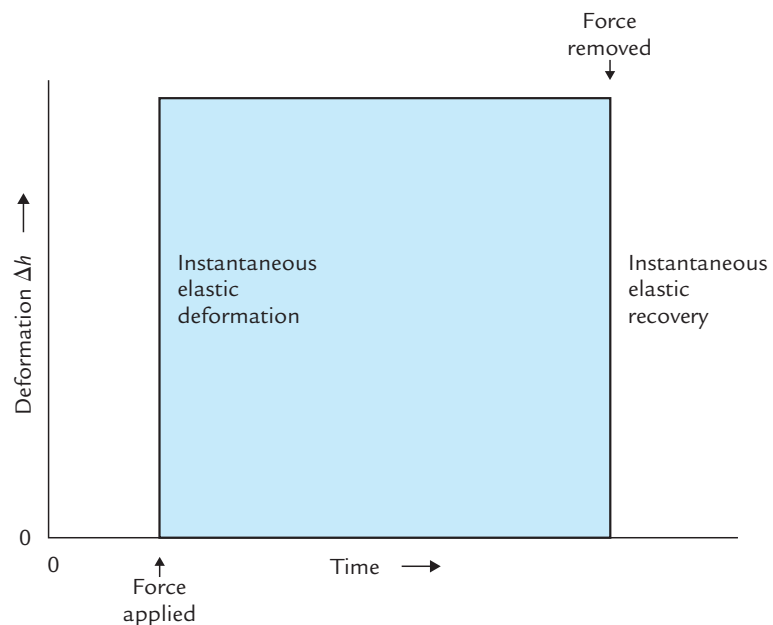 Force
removed
Deformation Δh
Instantaneous
elastic
deformation
Instantaneous
elastic
recovery
0
0
Time
Force
applied